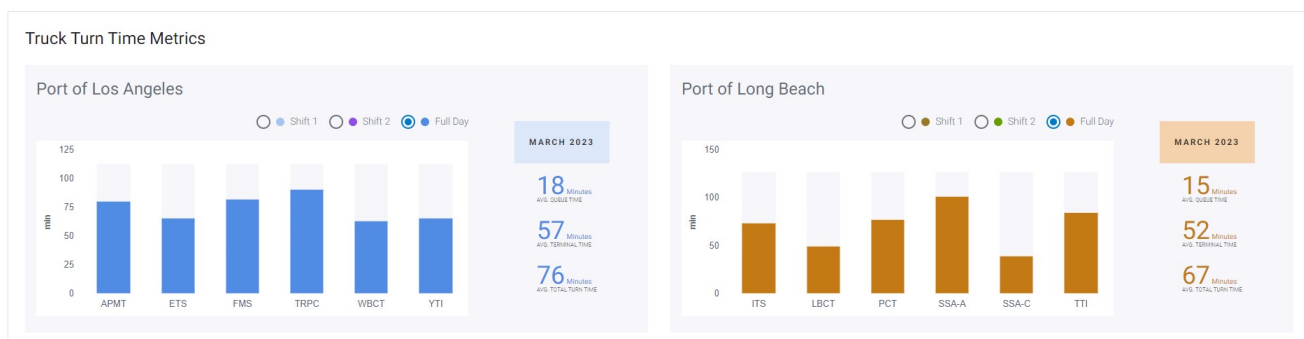 Truck Turn Time Metrics
Port of Los Angeles
Shift 1 Shift 2 Full Day
125
100
75
50
25
0
min
APMT ETS FMS TRPC WBCT YTI
MARCH 2023
18 Minutes
AVG. QUEUE TIME
57 Minutes
AVG. TERMINAL TIME
76 Minutes
AVG. TOTAL TURN TIME
Port of Long Beach
Shift 1 Shift 2 Full Day
150
100
50
0
min
ITS LBCT PCT SSA-A SSA-C TTI
MARCH 2023
15 Minutes
AVG. QUEUE TIME
52 Minutes
AVG. TERMINAL TIME
67 Minutes
AVG. TOTAL TURN TIME